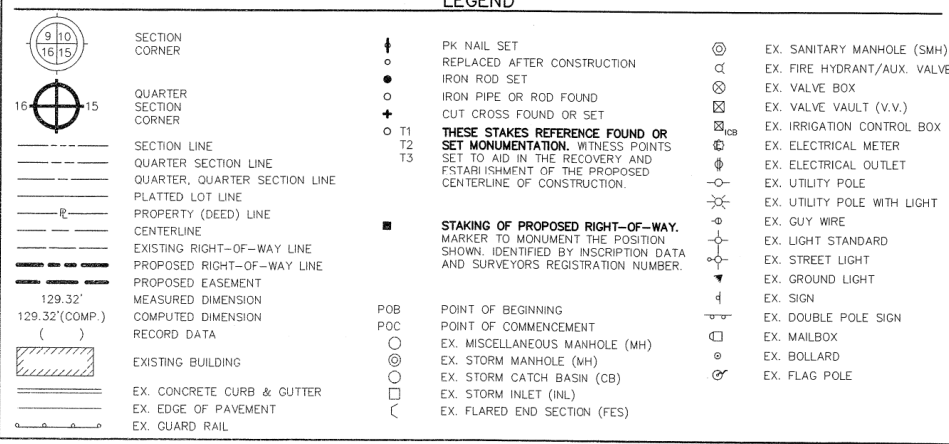 LEGEND
9 10
16 15
SECTION
CORNER
16 15
QUARTER
SECTION
CORNER
SECTION LINE
QUARTER SECTION LINE
QUARTER, QUARTER SECTION LINE
PLATTED LOT LINE
PROPERTY (DEED) LINE
CENTERLINE
EXISTING RIGHT-OF-WAY LINE
PROPOSED RIGHT-OF-WAY LINE
PROPOSED EASEMENT
129.32' MEASURED DIMENSION
129.32'(COMP.) COMPUTED DIMENSION
( ) RECORD DATA
EXISTING BUILDING
EX. CONCRETE CURB & GUTTER
EX. EDGE OF PAVEMENT
EX. GUARD RAIL
PK NAIL SET
REPLACED AFTER CONSTRUCTION
IRON ROD SET
IRON PIPE OR ROD FOUND
CUT CROSS FOUND OR SET
T1 THESE STAKES REFERENCE FOUND OR
T2 SET MONUMENTATION. WITNESS POINTS
T3 SET TO AID IN THE RECOVERY AND
ESTABLISHMENT OF THE PROPOSED
CENTERLINE OF CONSTRUCTION.
STAKING OF PROPOSED RIGHT-OF-WAY.
MARKER TO MONUMENT THE POSITION
SHOWN. IDENTIFIED BY INSCRIPTION DATA
AND SURVEYORS REGISTRATION NUMBER.
POB POINT OF BEGINNING
POC POINT OF COMMENCEMENT
EX. MISCELLANEOUS MANHOLE (MH)
EX. STORM MANHOLE (MH)
EX. STORM CATCH BASIN (CB)
EX. STORM INLET (INL)
EX. FLARED END SECTION (FES)
EX. SANITARY MANHOLE (SMH)
EX. FIRE HYDRANT/AUX. VALVE
EX. VALVE BOX
EX. VALVE VAULT (V.V.)
ICB EX. IRRIGATION CONTROL BOX
EX. ELECTRICAL METER
EX. ELECTRICAL OUTLET
EX. UTILITY POLE
EX. UTILITY POLE WITH LIGHT
EX. GUY WIRE
EX. LIGHT STANDARD
EX. STREET LIGHT
EX. GROUND LIGHT
EX. SIGN
EX. DOUBLE POLE SIGN
EX. MAILBOX
EX. BOLLARD
EX. FLAG POLE